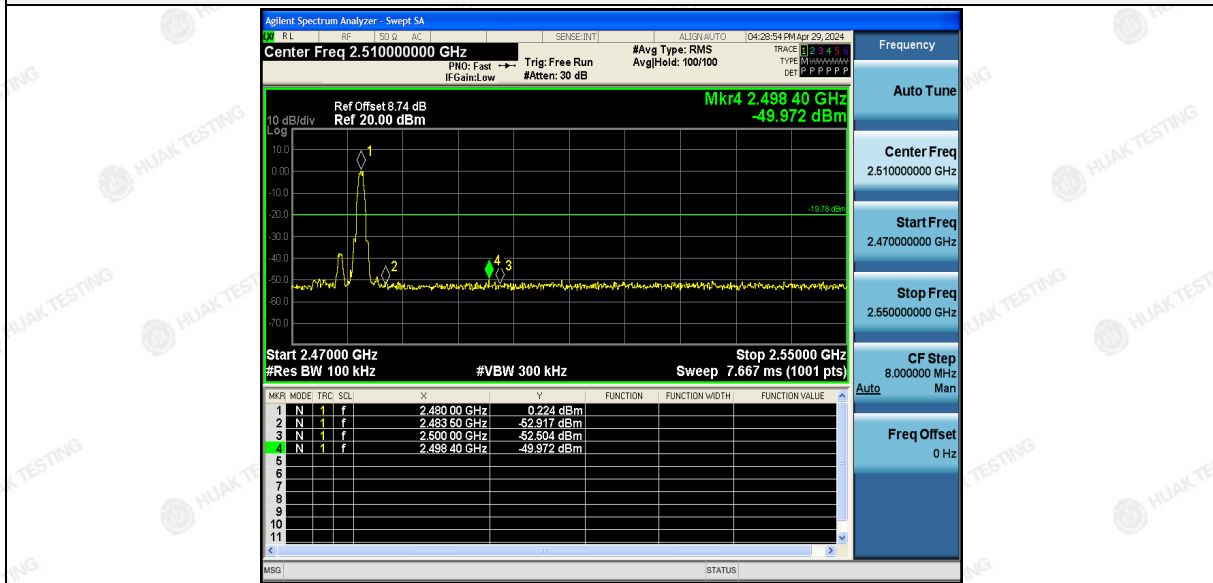 Agilent Spectrum Analyzer - Swept SA
RL RF 50 Ω AC SENSE:INT ALIGN AUTO 04:28:54 PM Apr 29, 2024
Center Freq 2.510000000 GHz
PNO: Fast
IFGain:Low
Trig: Free Run
#Atten: 30 dB
#Avg Type: RMS
Avg|Hold: 100/100
TRACE 1 2 3 4 5 6
TYPE M W W W W W
DET P P P P P P
Mkr4 2.498 40 GHz
-49.972 dBm
Ref Offset 8.74 dB
10 dB/div Ref 20.00 dBm
Log
10.0
0.00
-10.0
-20.0
-30.0
-40.0
-50.0
-60.0
-70.0
1
2
4
3
-19.78 dBm
Start 2.47000 GHz Stop 2.55000 GHz
#Res BW 100 kHz #VBW 300 kHz Sweep 7.667 ms (1001 pts)
MKR MODE TRC SCL X Y FUNCTION FUNCTION WIDTH FUNCTION VALUE
1 N 1 f 2.480 00 GHz 0.224 dBm
2 N 1 f 2.483 50 GHz -52.917 dBm
3 N 1 f 2.500 00 GHz -52.504 dBm
4 N 1 f 2.498 40 GHz -49.972 dBm
5
6
7
8
9
10
11
MSG STATUS
Frequency
Auto Tune
Center Freq
2.510000000 GHz
Start Freq
2.470000000 GHz
Stop Freq
2.550000000 GHz
CF Step
8.000000 MHz
Auto Man
Freq Offset
0 Hz
HUAK TESTING
HUAK TESTING
HUAK TESTING
HUAK TESTING